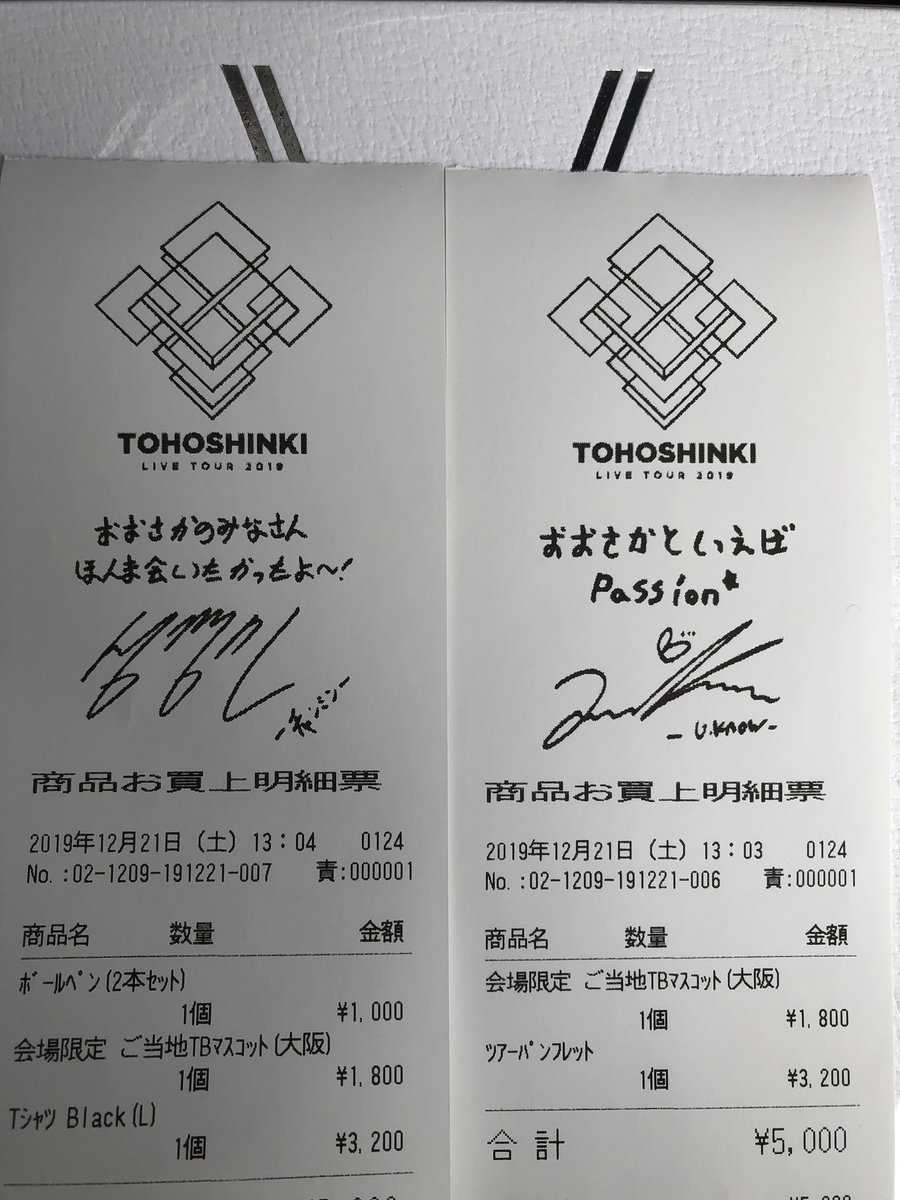 TOHOSHINKI
LIVE TOUR 2019
おおさかのみなさん
ほんま会いたかったよ〜!
-チャンミン-
商品お買上明細票
2019年12月21日（土）13：04 0124
No.:02-1209-191221-007 責:000001
商品名 数量 金額
ﾎﾞｰﾙﾍﾟﾝ(2本ｾｯﾄ)
1個 ¥1,000
会場限定 ご当地TBﾏｽｺｯﾄ(大阪)
1個 ¥1,800
Tｼｬﾂ Black(L)
1個 ¥3,200
TOHOSHINKI
LIVE TOUR 2019
おおさかといえば
Passion★
-U.KNOW-
商品お買上明細票
2019年12月21日（土）13：03 0124
No.:02-1209-191221-006 責:000001
商品名 数量 金額
会場限定 ご当地TBﾏｽｺｯﾄ(大阪)
1個 ¥1,800
ﾂｱｰﾊﾟﾝﾌﾚｯﾄ
1個 ¥3,200
合計 ¥5,000